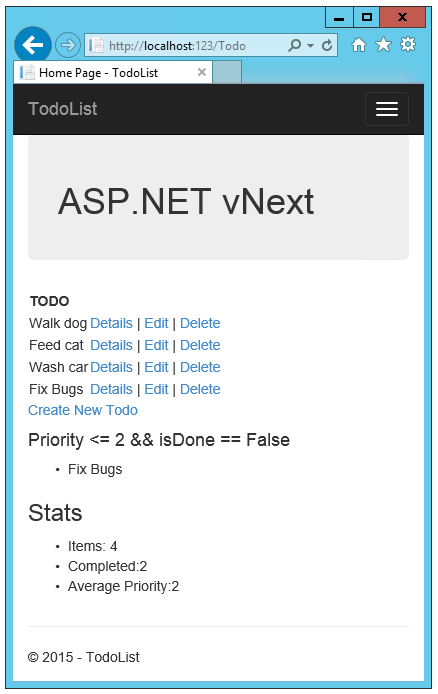 http://localhost:123/Todo
Home Page - TodoList
TodoList
ASP.NET vNext
TODO
Walk dog Details | Edit | Delete
Feed cat Details | Edit | Delete
Wash car Details | Edit | Delete
Fix Bugs Details | Edit | Delete
Create New Todo
Priority <= 2 && isDone == False
• Fix Bugs
Stats
• Items: 4
• Completed:2
• Average Priority:2
© 2015 - TodoList